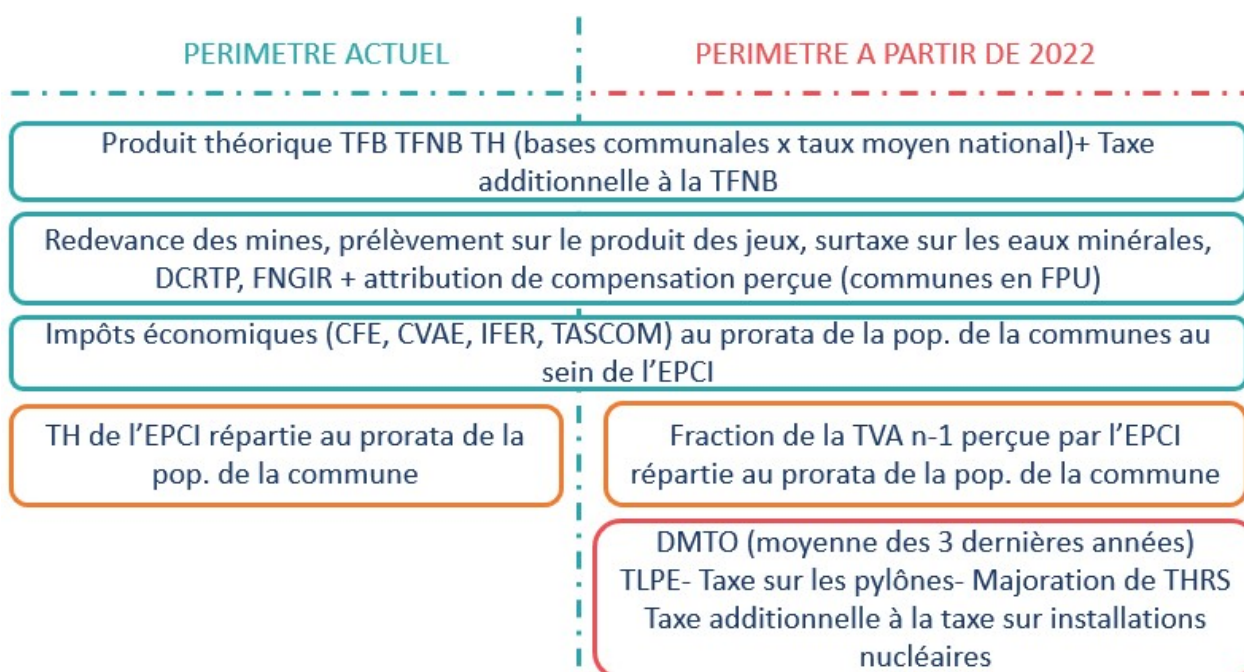 PERIMETRE ACTUEL
PERIMETRE A PARTIR DE 2022
Produit théorique TFB TFNB TH (bases communales x taux moyen national)+ Taxe
additionnelle à la TFNB
Redevance des mines, prélèvement sur le produit des jeux, surtaxe sur les eaux minérales,
DCRTP, FNGIR + attribution de compensation perçue (communes en FPU)
Impôts économiques (CFE, CVAE, IFER, TASCOM) au prorata de la pop. de la communes au
sein de l’EPCI
TH de l’EPCI répartie au prorata de la
pop. de la commune
Fraction de la TVA n-1 perçue par l’EPCI
répartie au prorata de la pop. de la commune
DMTO (moyenne des 3 dernières années)
TLPE- Taxe sur les pylônes- Majoration de THRS
Taxe additionnelle à la taxe sur installations
nucléaires